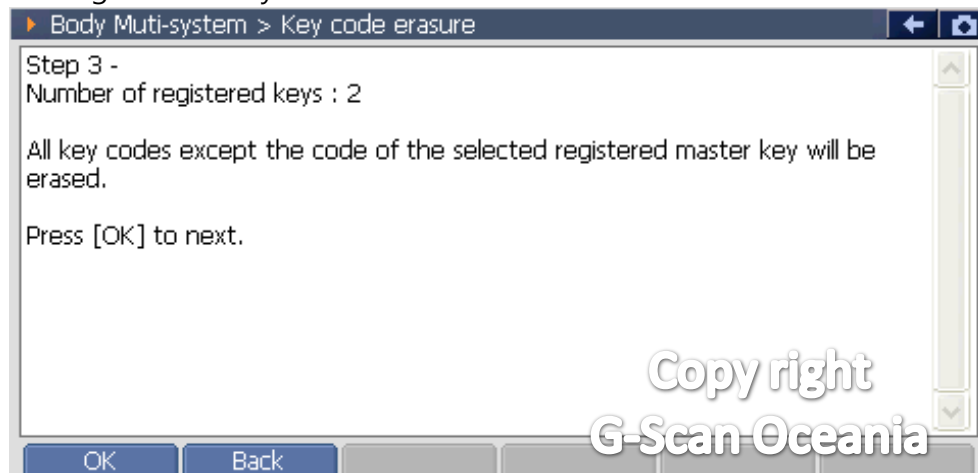 Body Muti-system > Key code erasure
Step 3 -
Number of registered keys : 2
All key codes except the code of the selected registered master key will be
erased.
Press [OK] to next.
Copy right
G-Scan Oceania
OK Back